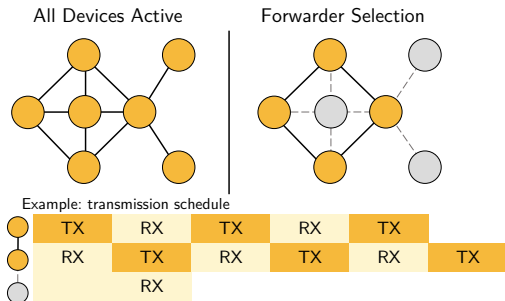 All Devices Active
Forwarder Selection
Example: transmission schedule
TX RX TX RX TX
RX TX RX TX RX TX
RX